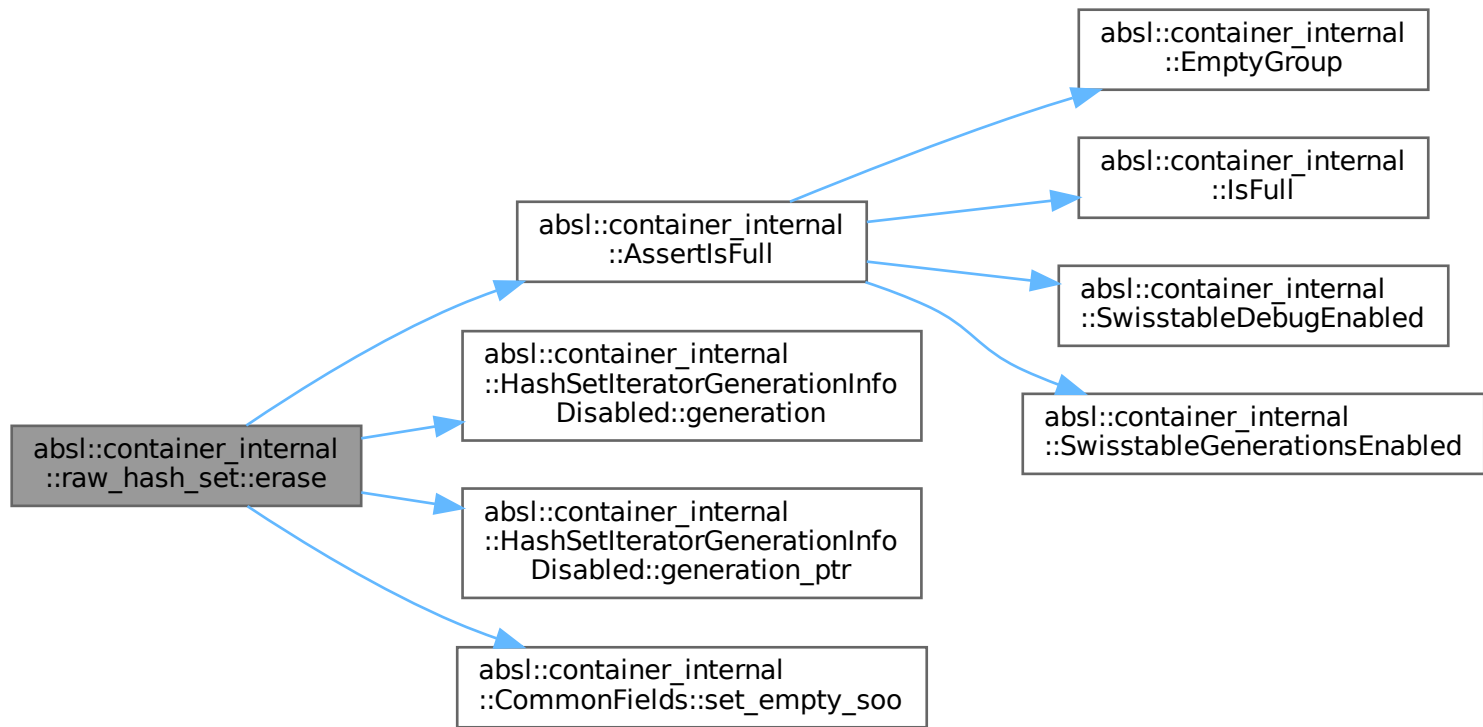 absl::container_internal
::EmptyGroup
absl::container_internal
::IsFull
absl::container_internal
::AssertIsFull
absl::container_internal
::SwisstableDebugEnabled
absl::container_internal
::HashSetIteratorGenerationInfo
Disabled::generation
absl::container_internal
::SwisstableGenerationsEnabled
absl::container_internal
::raw_hash_set::erase
absl::container_internal
::HashSetIteratorGenerationInfo
Disabled::generation_ptr
absl::container_internal
::CommonFields::set_empty_soo